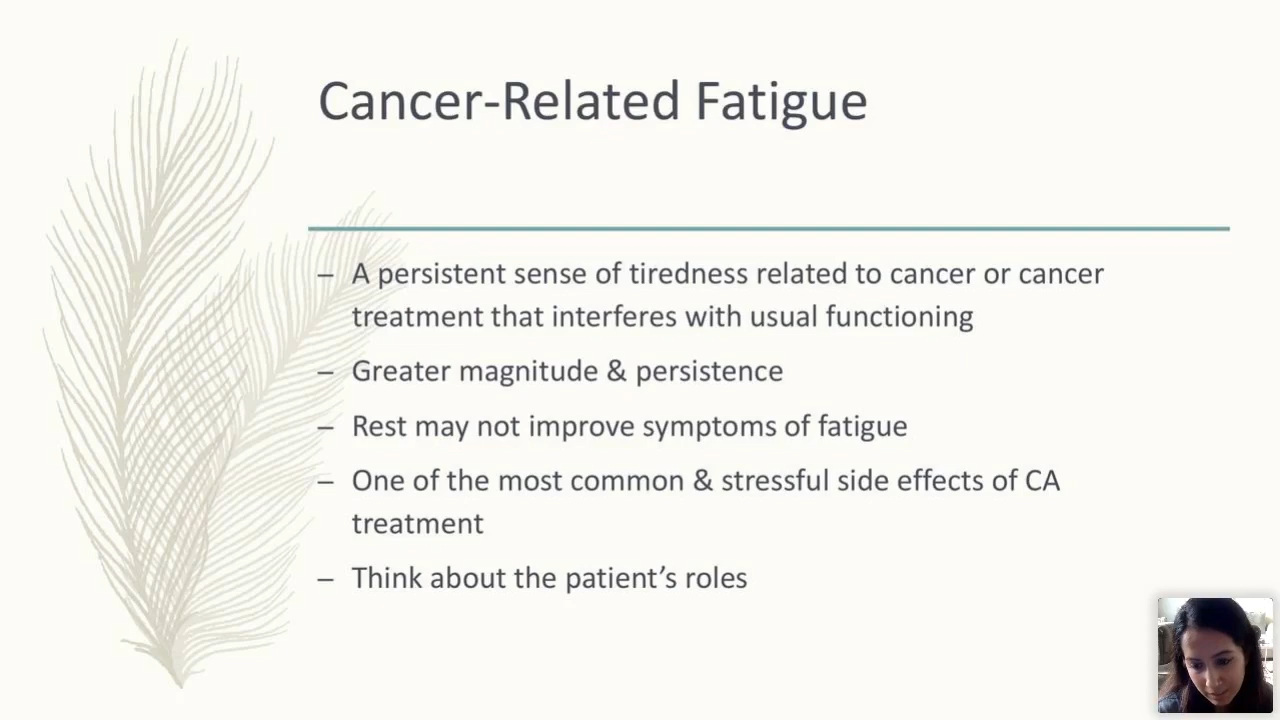 Cancer-Related Fatigue
– A persistent sense of tiredness related to cancer or cancer
treatment that interferes with usual functioning
– Greater magnitude & persistence
– Rest may not improve symptoms of fatigue
– One of the most common & stressful side effects of CA
treatment
– Think about the patient’s roles